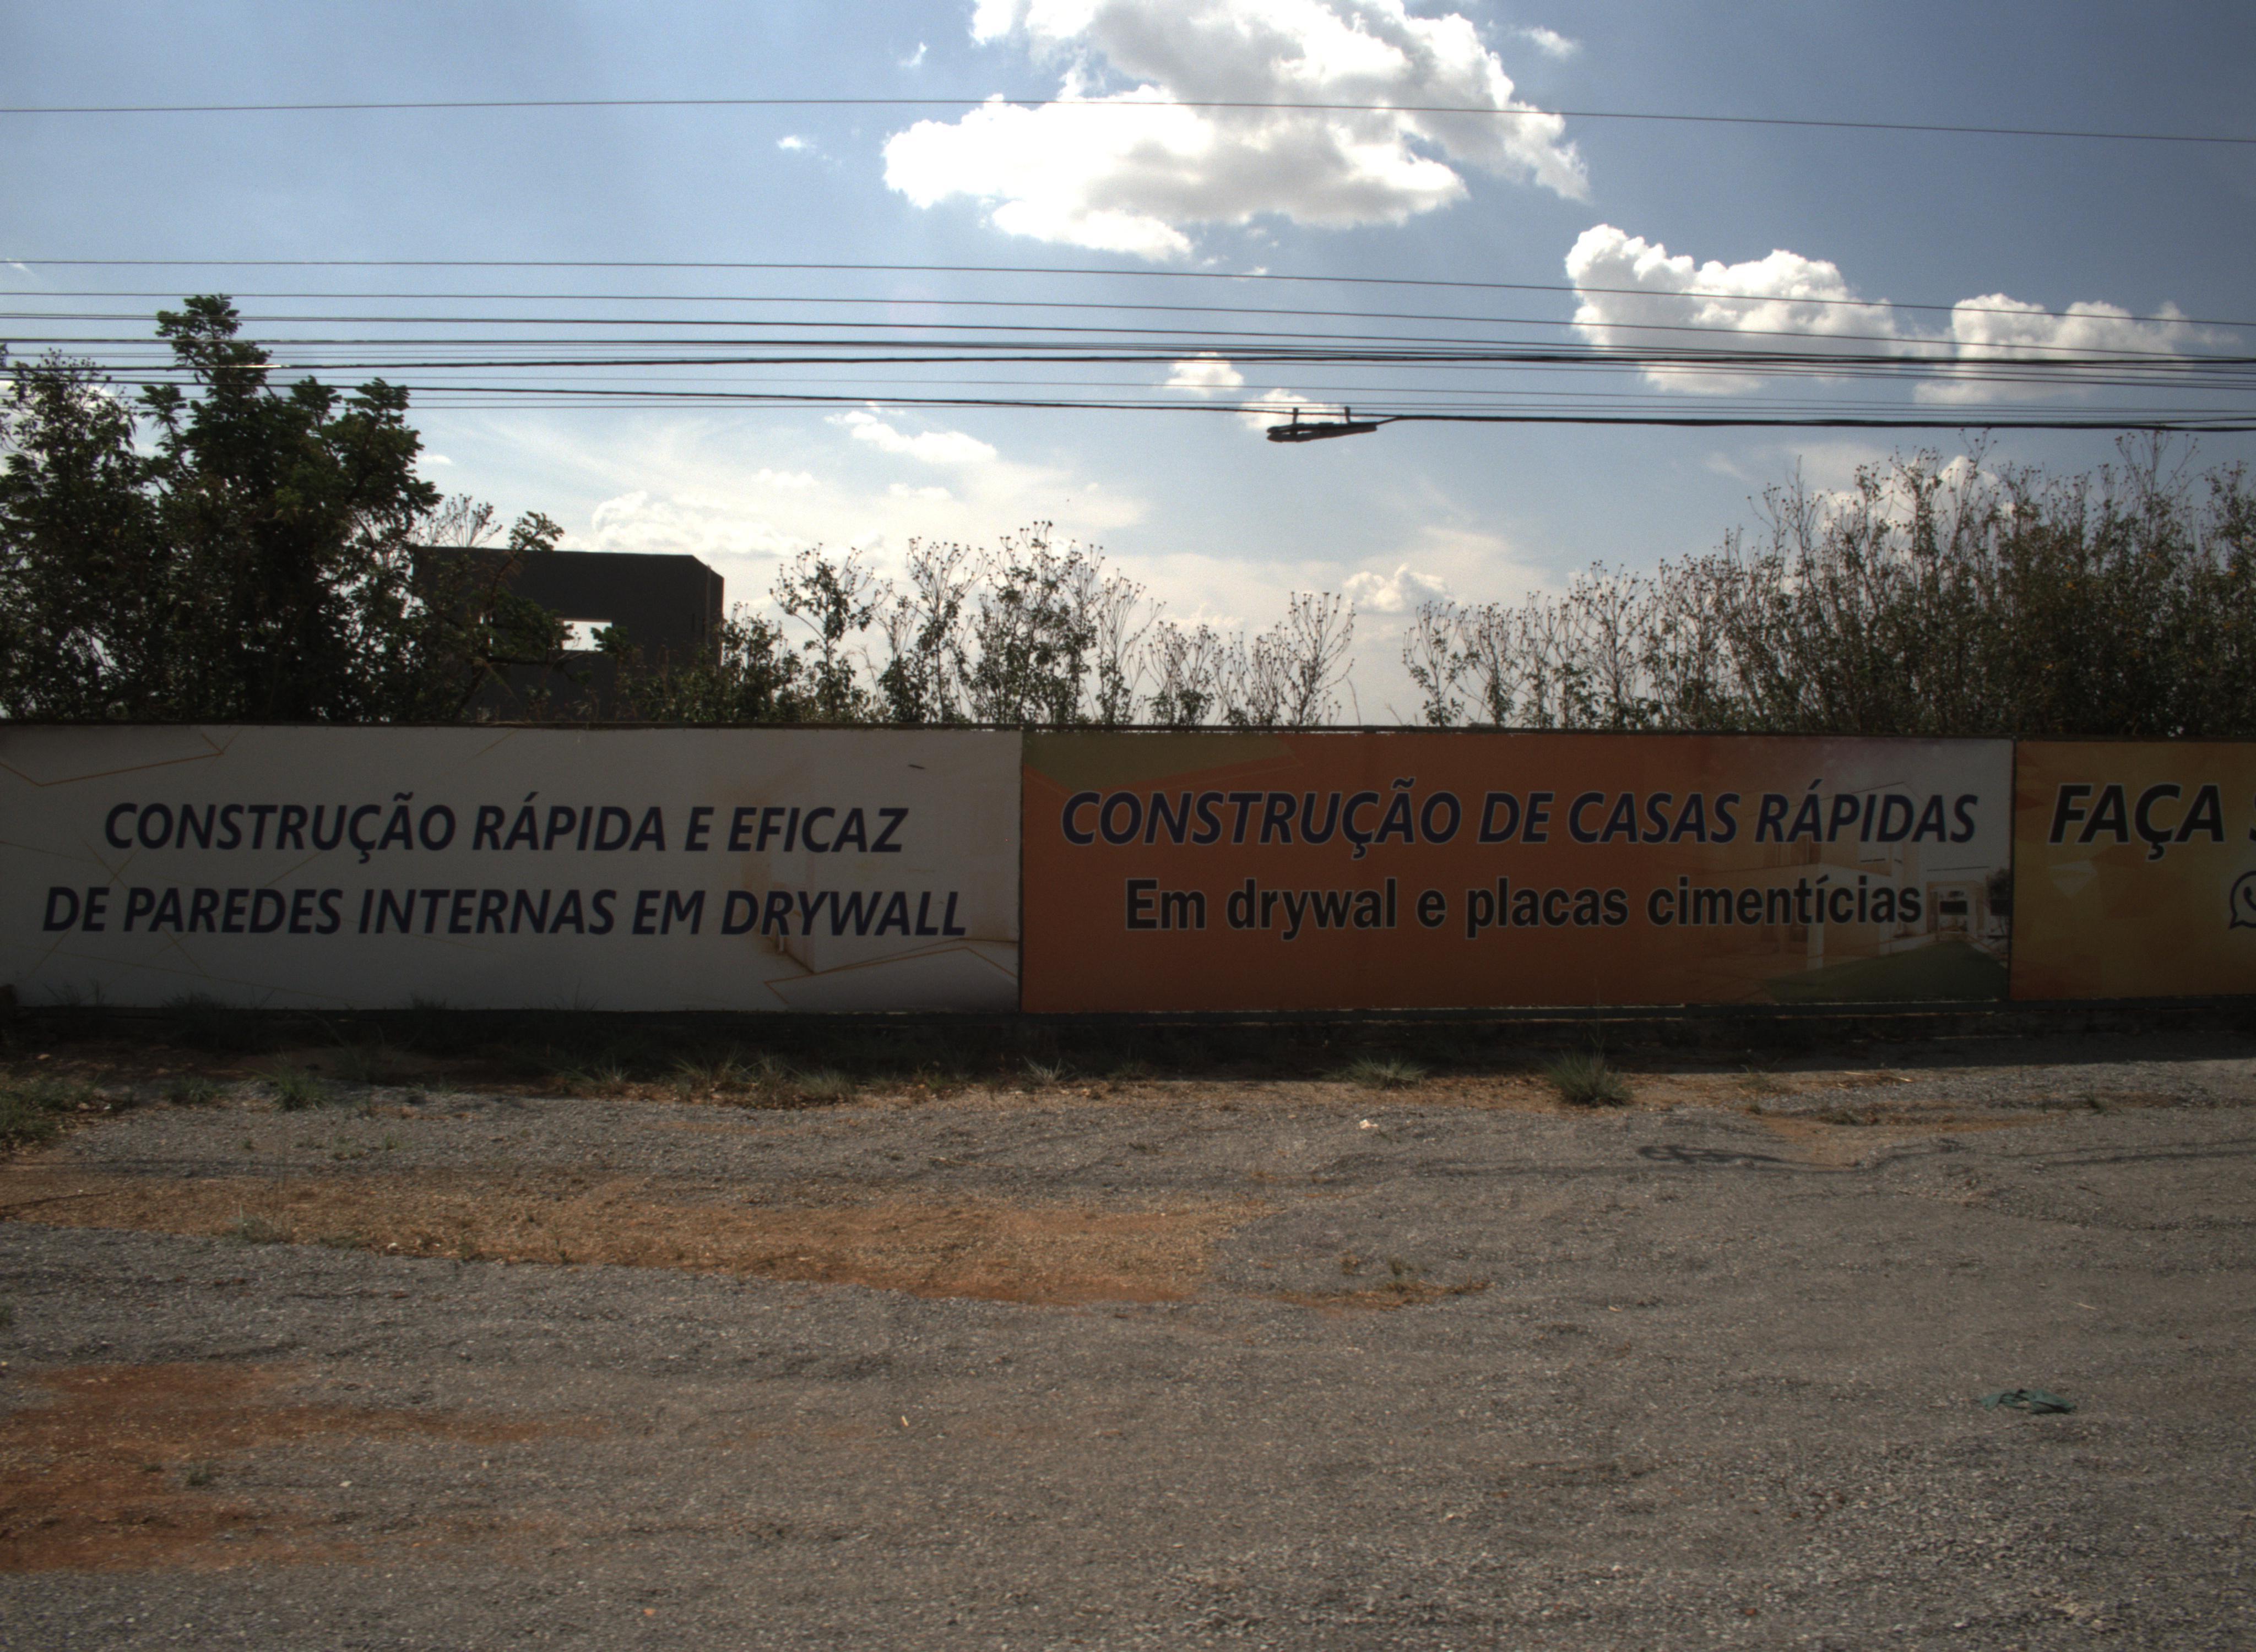 CONSTRUÇÃO RÁPIDA E EFICAZ
DE PAREDES INTERNAS EM DRYWALL
CONSTRUÇÃO DE CASAS RÁPIDAS
Em drywal e placas cimentícias
FAÇA